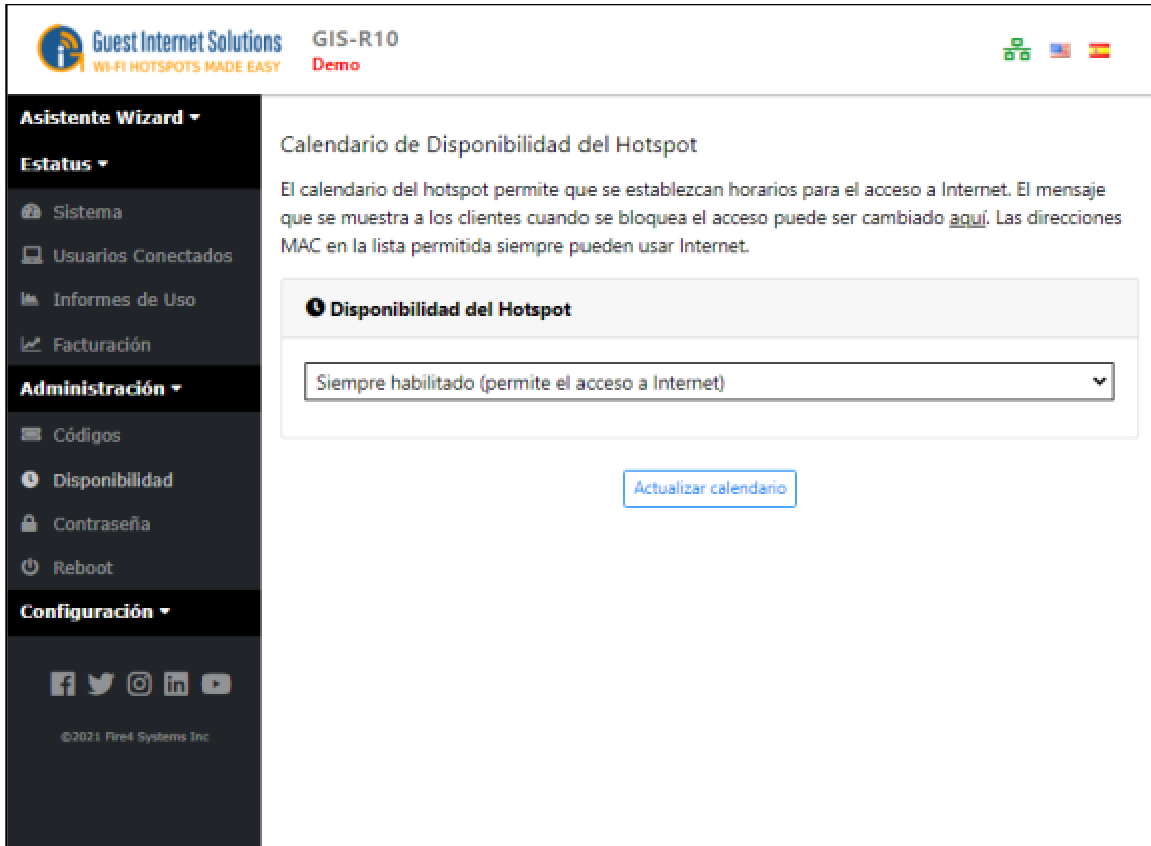 Guest Internet Solutions
WI-FI HOTSPOTS MADE EASY
GIS-R10
Demo
Asistente Wizard
Estatus
Sistema
Usuarios Conectados
Informes de Uso
Facturación
Administración
Códigos
Disponibilidad
Contraseña
Reboot
Configuración
©2021 Fire4 Systems Inc
Calendario de Disponibilidad del Hotspot
El calendario del hotspot permite que se establezcan horarios para el acceso a Internet. El mensaje
que se muestra a los clientes cuando se bloquea el acceso puede ser cambiado aquí. Las direcciones
MAC en la lista permitida siempre pueden usar Internet.
Disponibilidad del Hotspot
Siempre habilitado (permite el acceso a Internet)
Actualizar calendario